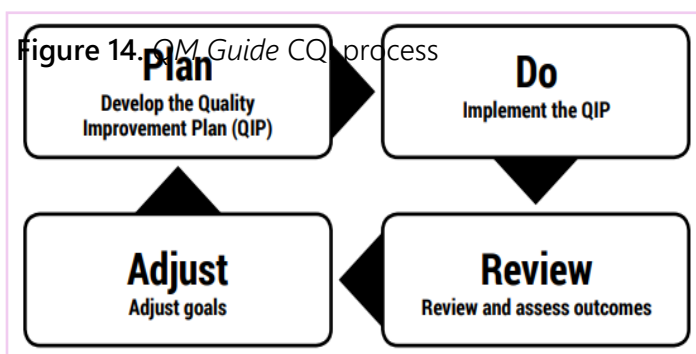 Figure 14. QM Guide CQ process
Plan
Develop the Quality
Improvement Plan (QIP)
Do
Implement the QIP
Review
Review and assess outcomes
Adjust
Adjust goals